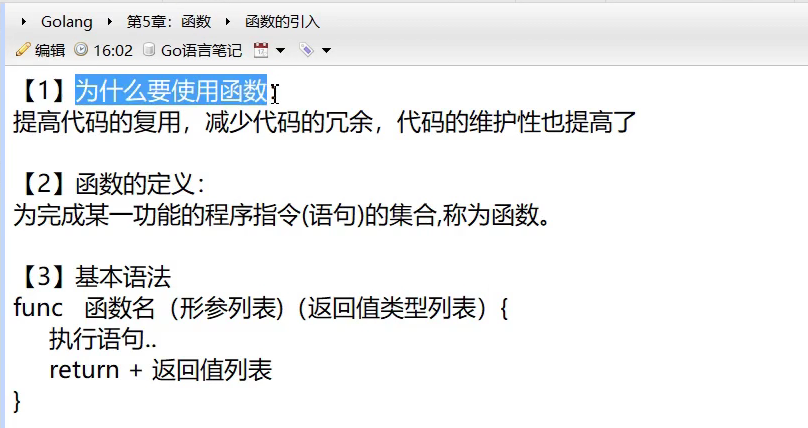 Golang 第5章：函数 函数的引入
编辑 16:02 Go语言笔记
【1】为什么要使用函数：
提高代码的复用，减少代码的冗余，代码的维护性也提高了
【2】函数的定义：
为完成某一功能的程序指令(语句)的集合,称为函数。
【3】基本语法
func 函数名（形参列表)（返回值类型列表）{
执行语句..
return + 返回值列表
}